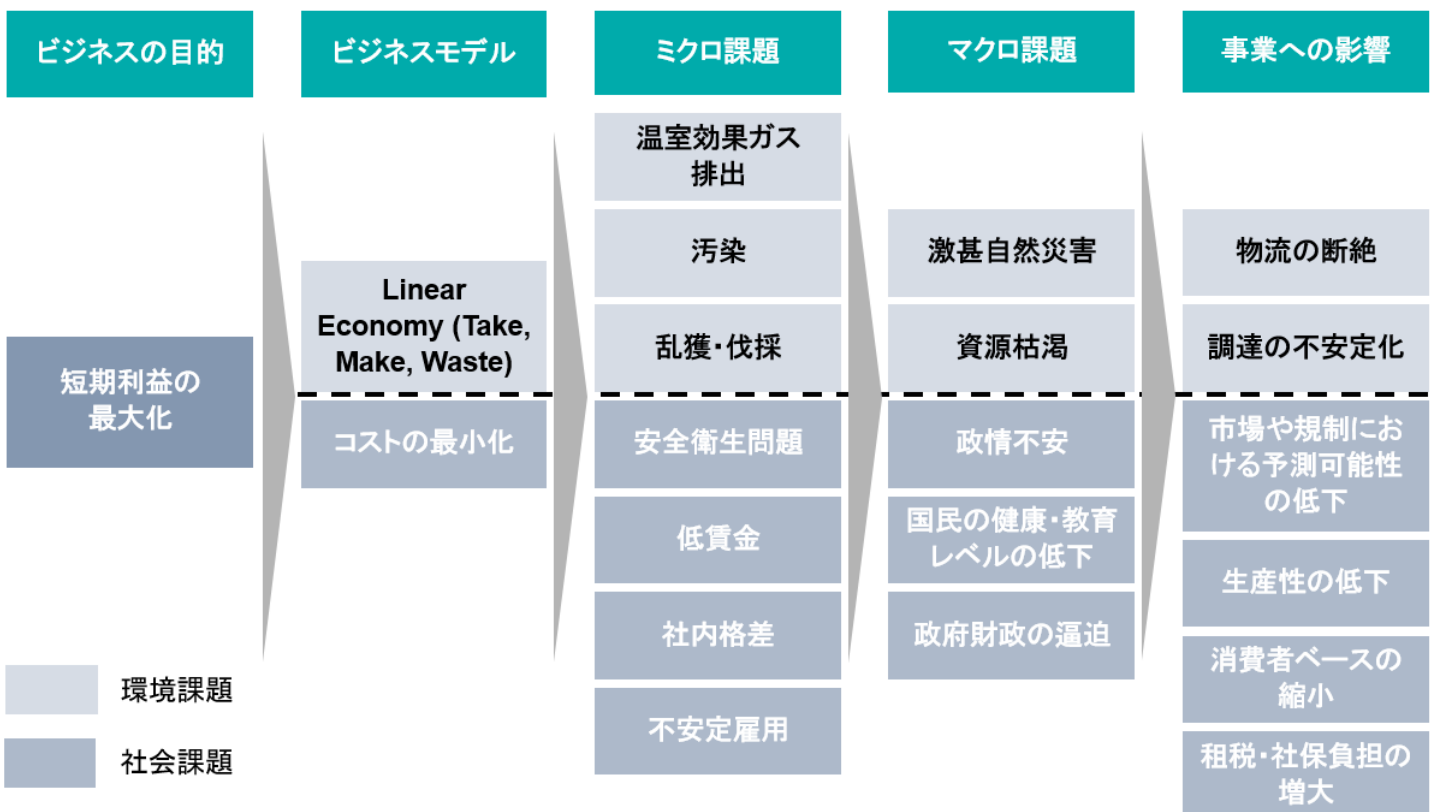 ビジネスの目的
ビジネスモデル
ミクロ課題
マクロ課題
事業への影響
短期利益の
最大化
Linear
Economy (Take,
Make, Waste)
コストの最小化
温室効果ガス
排出
汚染
乱獲・伐採
安全衛生問題
低賃金
社内格差
不安定雇用
激甚自然災害
資源枯渇
政情不安
国民の健康・教育
レベルの低下
政府財政の逼迫
物流の断絶
調達の不安定化
市場や規制にお
ける予測可能性
の低下
生産性の低下
消費者ベースの
縮小
租税・社保負担の
増大
環境課題
社会課題